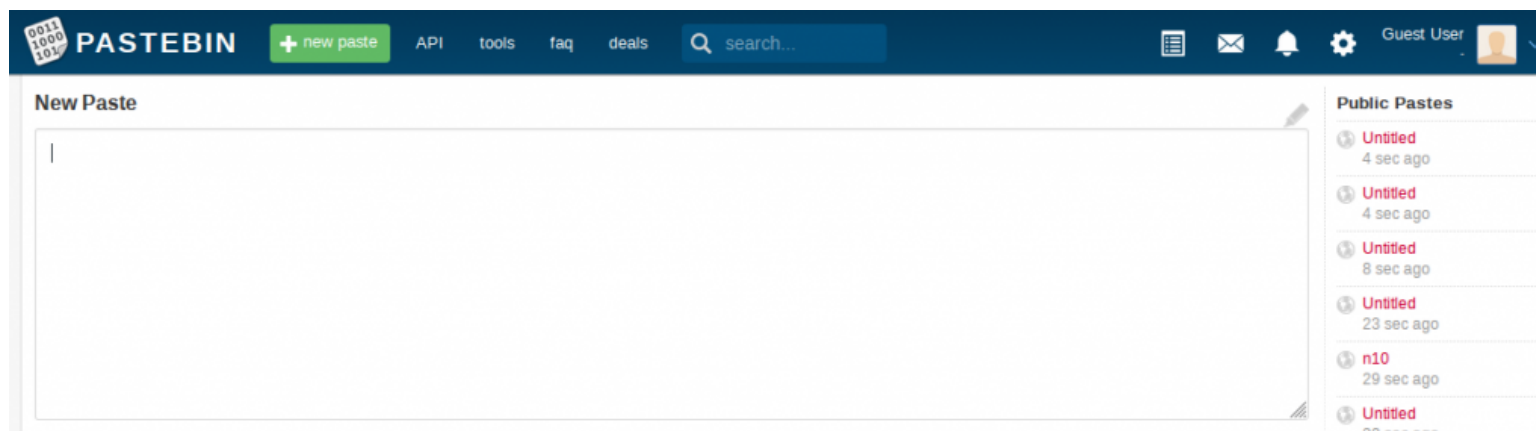 0011
1000
101
PASTEBIN
+ new paste
API
tools
faq
deals
search...
Guest User
-
New Paste
Public Pastes
Untitled
4 sec ago
Untitled
4 sec ago
Untitled
8 sec ago
Untitled
23 sec ago
n10
29 sec ago
Untitled